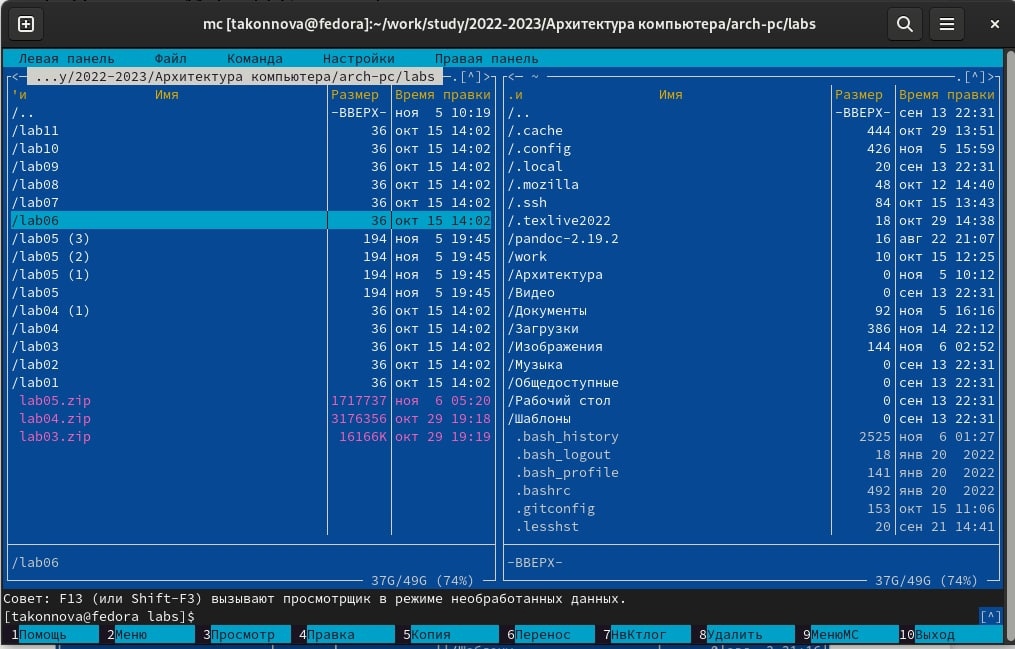 mc [takonnova@fedora]:~/work/study/2022-2023/Архитектура компьютера/arch-pc/labs
Левая панель Файл Команда Настройки Правая панель
<— ...у/2022-2023/Архитектура компьютера/arch-pc/labs —.[^]>
'и Имя Размер Время правки
/.. -ВВЕРХ- ноя 5 10:19
/lab11 36 окт 15 14:02
/lab10 36 окт 15 14:02
/lab09 36 окт 15 14:02
/lab08 36 окт 15 14:02
/lab07 36 окт 15 14:02
/lab06 36 окт 15 14:02
/lab05 (3) 194 ноя 5 19:45
/lab05 (2) 194 ноя 5 19:45
/lab05 (1) 194 ноя 5 19:45
/lab05 194 ноя 5 19:45
/lab04 (1) 36 окт 15 14:02
/lab04 36 окт 15 14:02
/lab03 36 окт 15 14:02
/lab02 36 окт 15 14:02
/lab01 36 окт 15 14:02
lab05.zip 1717737 ноя 6 05:20
lab04.zip 3176356 окт 29 19:18
lab03.zip 16166K окт 29 19:19
/lab06
37G/49G (74%)
<— ~ —.[^]>
.и Имя Размер Время правки
/.. -ВВЕРХ- сен 13 22:31
/.cache 444 окт 29 13:51
/.config 426 ноя 5 15:59
/.local 20 сен 13 22:31
/.mozilla 48 окт 12 14:40
/.ssh 84 окт 15 13:43
/.texlive2022 18 окт 29 14:38
/pandoc-2.19.2 16 авг 22 21:07
/work 10 окт 15 12:25
/Архитектура 0 ноя 5 10:12
/Видео 0 сен 13 22:31
/Документы 92 ноя 5 16:16
/Загрузки 386 ноя 14 22:12
/Изображения 144 ноя 6 02:52
/Музыка 0 сен 13 22:31
/Общедоступные 0 сен 13 22:31
/Рабочий стол 0 сен 13 22:31
/Шаблоны 0 сен 13 22:31
.bash_history 2525 ноя 6 01:27
.bash_logout 18 янв 20 2022
.bash_profile 141 янв 20 2022
.bashrc 492 янв 20 2022
.gitconfig 153 окт 15 11:06
.lesshst 20 сен 21 14:41
-ВВЕРХ-
37G/49G (74%)
Совет: F13 (или Shift-F3) вызывают просмотрщик в режиме необработанных данных.
[takonnova@fedora labs]$ [^]
1Помощь 2Меню 3Просмотр 4Правка 5Копия 6Перенос 7НвКтлог 8Удалить 9МенюМС 10Выход